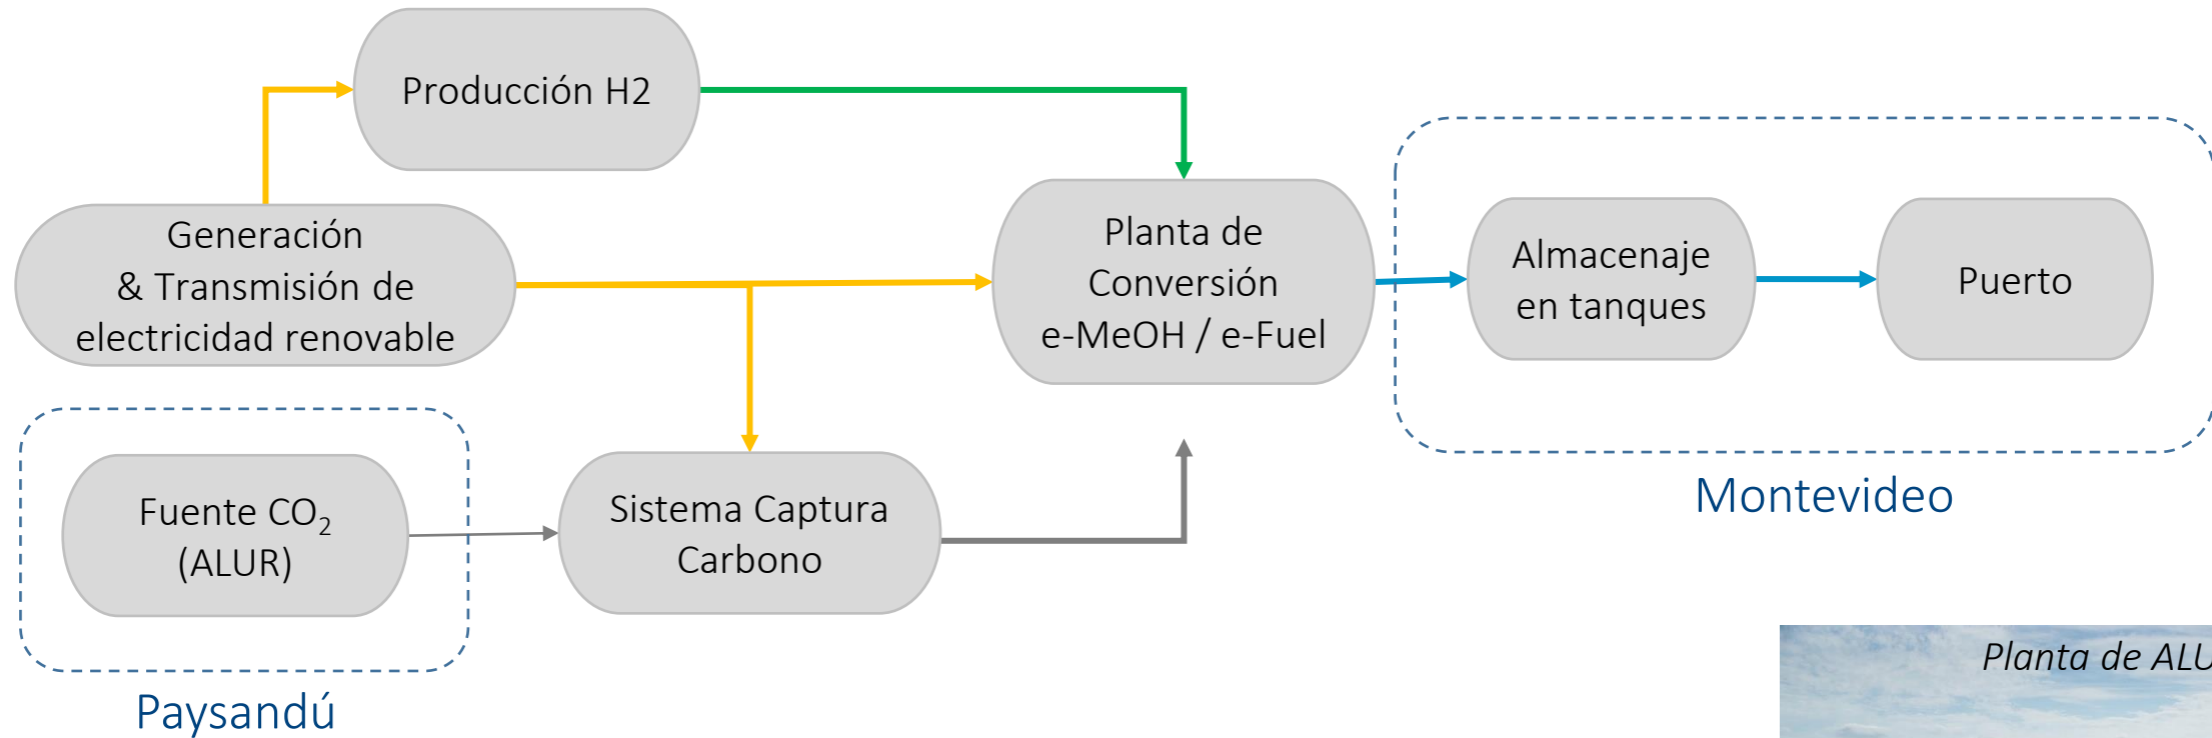 Producción H2
Generación
& Transmisión de
electricidad renovable
Planta de
Conversión
e-MeOH / e-Fuel
Almacenaje
en tanques
Puerto
Montevideo
Fuente CO₂
(ALUR)
Sistema Captura
Carbono
Paysandú
Planta de ALU